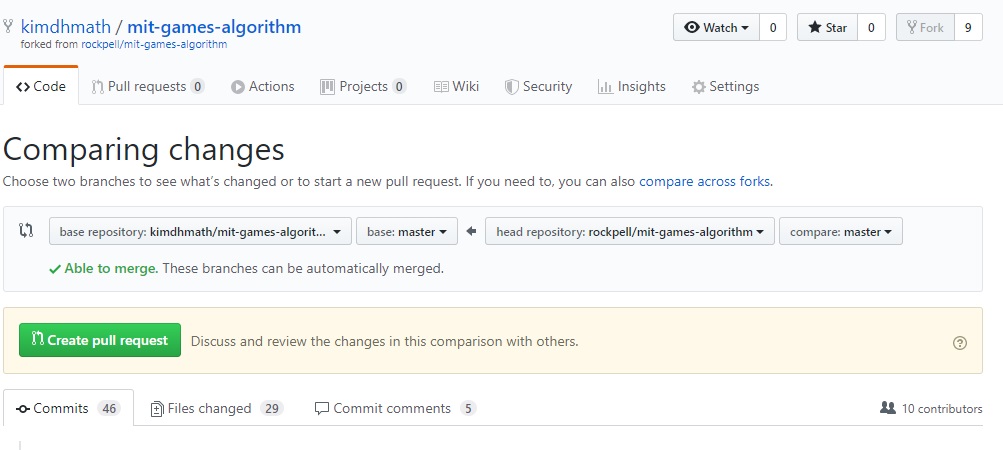 kimdhmath / mit-games-algorithm
forked from rockpell/mit-games-algorithm
Watch 0 Star 0 Fork 9
Code Pull requests 0 Actions Projects 0 Wiki Security Insights Settings
Comparing changes
Choose two branches to see what's changed or to start a new pull request. If you need to, you can also compare across forks.
base repository: kimdhmath/mit-games-algorit... base: master head repository: rockpell/mit-games-algorithm compare: master
Able to merge. These branches can be automatically merged.
Create pull request Discuss and review the changes in this comparison with others.
Commits 46 Files changed 29 Commit comments 5 10 contributors